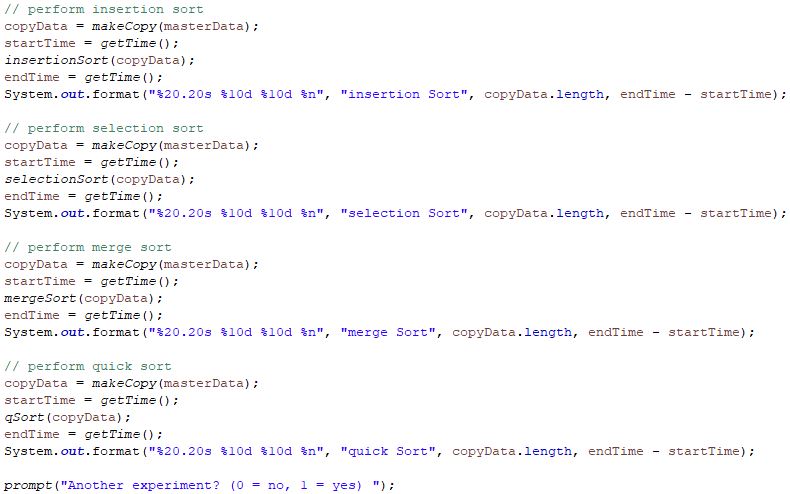 // perform insertion sort
copyData = makeCopy(masterData);
startTime = getTime();
insertionSort(copyData);
endTime = getTime();
System.out.format("%20.20s %10d %10d %n", "insertion Sort", copyData.length, endTime - startTime);
// perform selection sort
copyData = makeCopy(masterData);
startTime = getTime();
selectionSort(copyData);
endTime = getTime();
System.out.format("%20.20s %10d %10d %n", "selection Sort", copyData.length, endTime - startTime);
// perform merge sort
copyData = makeCopy(masterData);
startTime = getTime();
mergeSort(copyData);
endTime = getTime();
System.out.format("%20.20s %10d %10d %n", "merge Sort", copyData.length, endTime - startTime);
// perform quick sort
copyData = makeCopy(masterData);
startTime = getTime();
qSort(copyData);
endTime = getTime();
System.out.format("%20.20s %10d %10d %n", "quick Sort", copyData.length, endTime - startTime);
prompt("Another experiment? (0 = no, 1 = yes) ");